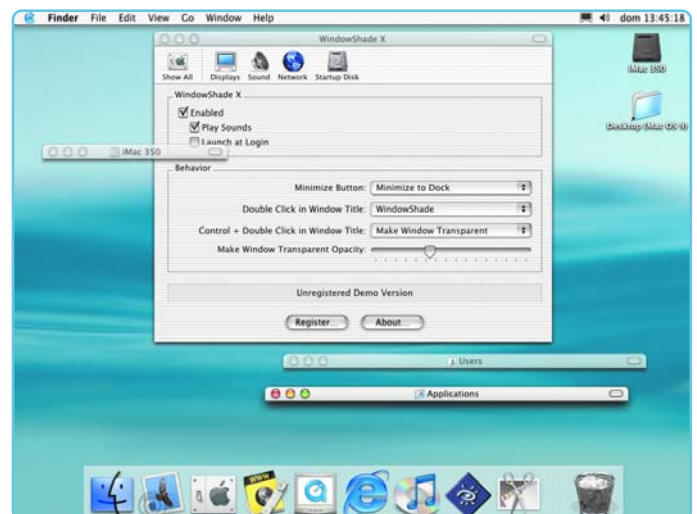 Finder File Edit View Go Window Help dom 13:45:18
WindowShade X
Show All Displays Sound Network Startup Disk
iMac 350
WindowShade X
Enabled
Play Sounds
Launch at Login
Desktop (Mac OS 9)
iMac 350
Behavior
Minimize Button: Minimize to Dock
Double Click in Window Title: WindowShade
Control + Double Click in Window Title: Make Window Transparent
Make Window Transparent Opacity:
Unregistered Demo Version
Register... About...
Users
Applications
WWW